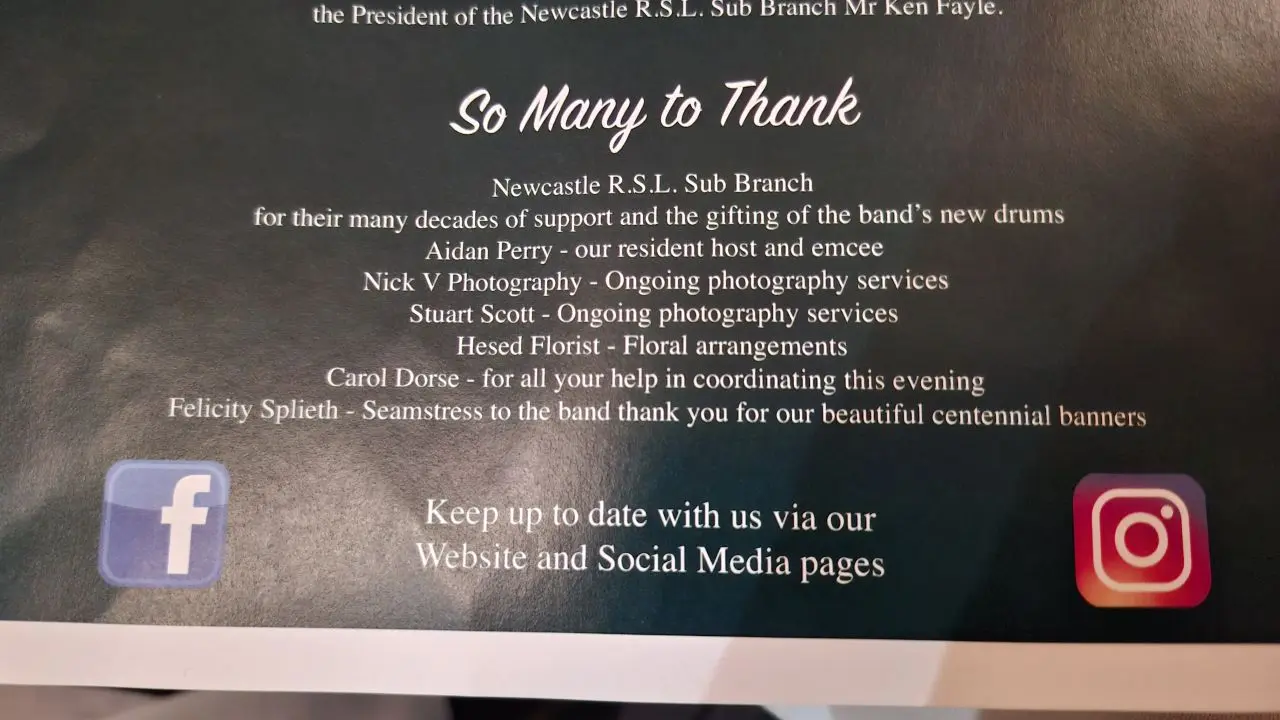 the President of the Newcastle R.S.L. Sub Branch Mr Ken Fayle.
So Many to Thank
Newcastle R.S.L. Sub Branch
for their many decades of support and the gifting of the band's new drums
Aidan Perry - our resident host and emcee
Nick V Photography - Ongoing photography services
Stuart Scott - Ongoing photography services
Hesed Florist - Floral arrangements
Carol Dorse - for all your help in coordinating this evening
Felicity Splieth - Seamstress to the band thank you for our beautiful centennial banners
f
Keep up to date with us via our
Website and Social Media pages